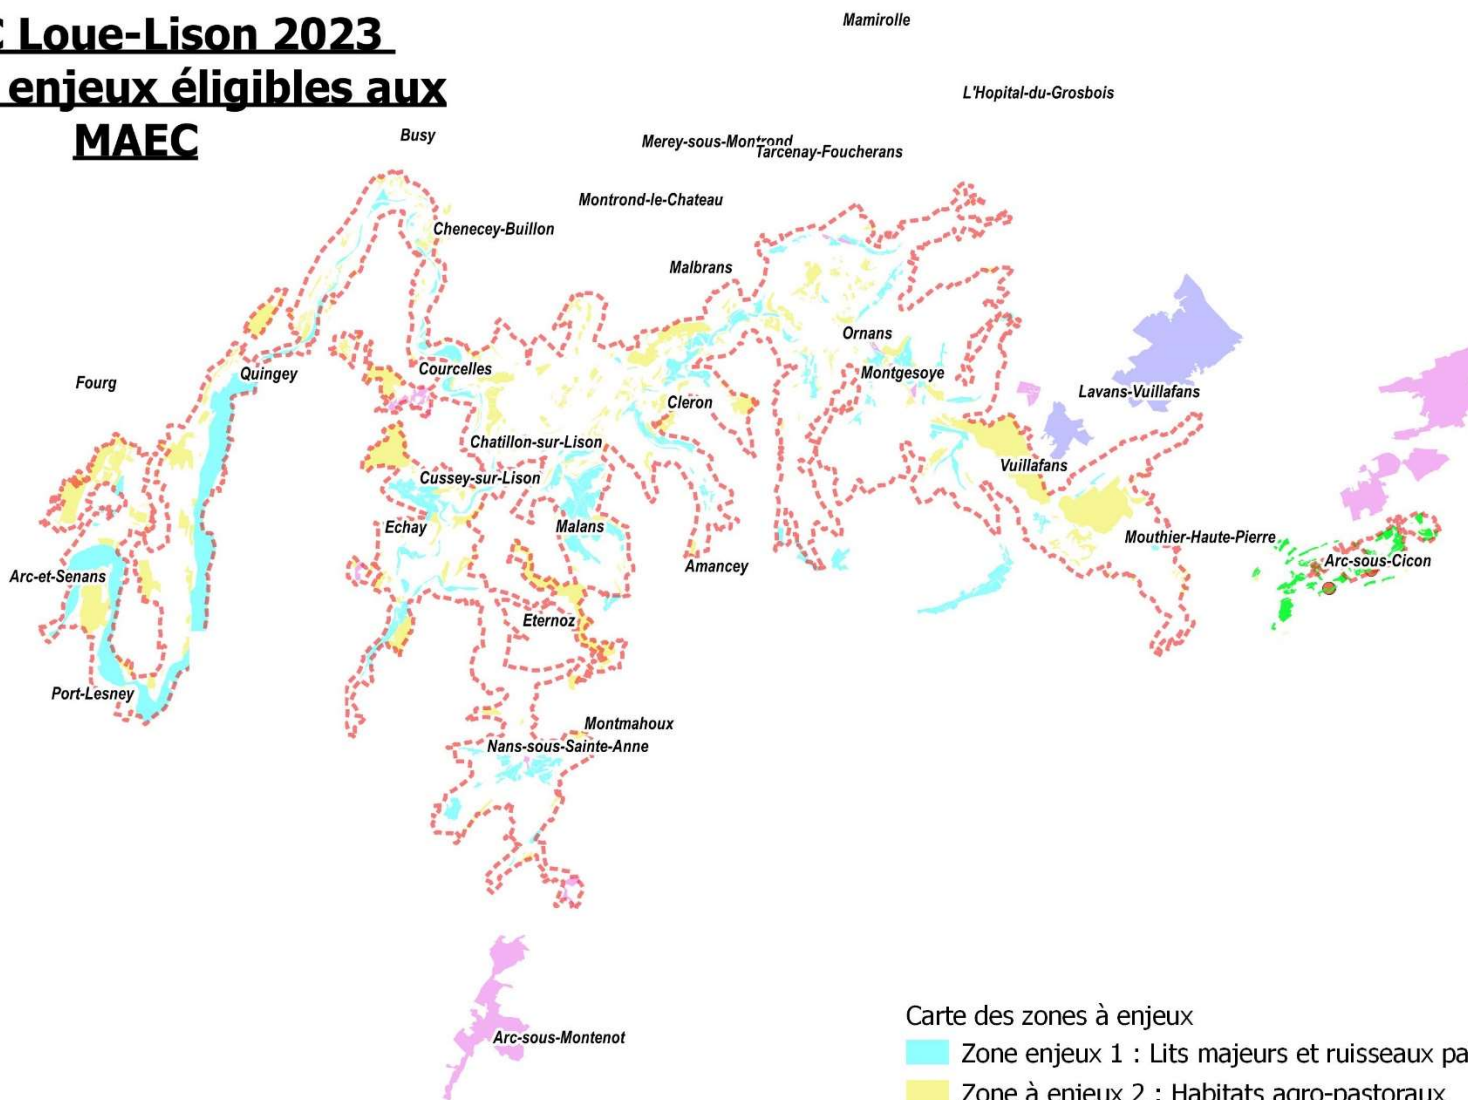 C Loue-Lison 2023
enjeux éligibles aux
MAEC
Mamirolle
L'Hopital-du-Grosbois
Busy
Merey-sous-Montrond
Tarcenay-Foucherans
Montrond-le-Chateau
Chenecey-Buillon
Malbrans
Ornans
Quingey
Courcelles
Montgesoye
Fourg
Lavans-Vuillafans
Cleron
Chatillon-sur-Lison
Vuillafans
Cussey-sur-Lison
Echay
Malans
Mouthier-Haute-Pierre
Arc-sous-Cicon
Amancey
Arc-et-Senans
Eternoz
Port-Lesney
Montmahoux
Nans-sous-Sainte-Anne
Arc-sous-Montenot
Carte des zones à enjeux
Zone enjeux 1 : Lits majeurs et ruisseaux pa
Zone à enjeux 2 : Habitats agro-pastoraux